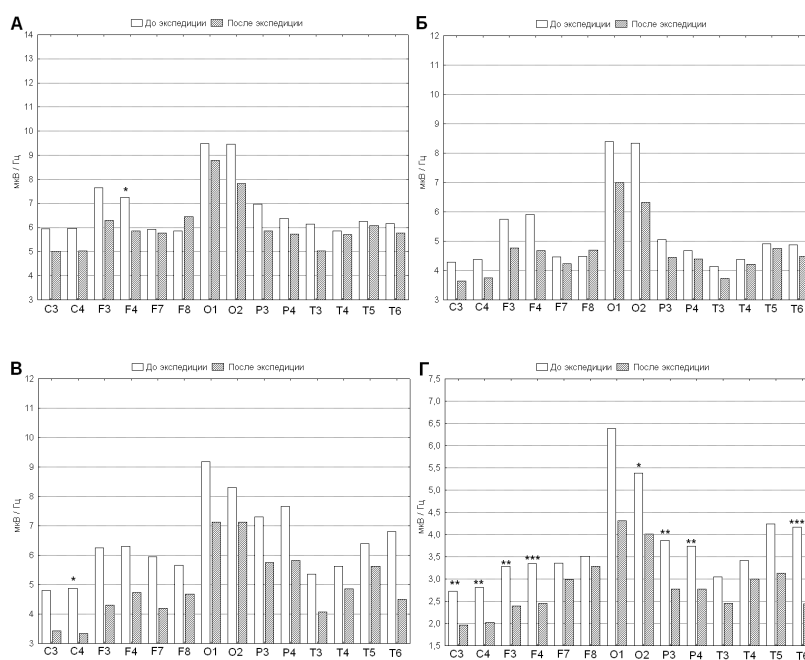 А
До экспедиции После экспедиции
14
13
12
11
10
9
8
7
6
5
4
3
мкВ / Гц
*
C3 C4 F3 F4 F7 F8 O1 O2 P3 P4 T3 T4 T5 T6
Б
До экспедиции После экспедиции
12
11
10
9
8
7
6
5
4
3
мкВ / Гц
C3 C4 F3 F4 F7 F8 O1 O2 P3 P4 T3 T4 T5 T6
В
До экспедиции После экспедиции
12
11
10
9
8
7
6
5
4
3
мкВ / Гц
*
C3 C4 F3 F4 F7 F8 O1 O2 P3 P4 T3 T4 T5 T6
Г
До экспедиции После экспедиции
7,5
7,0
6,5
6,0
5,5
5,0
4,5
4,0
3,5
3,0
2,5
2,0
1,5
мкВ / Гц
** ** ** *** * ** ** ***
C3 C4 F3 F4 F7 F8 O1 O2 P3 P4 T3 T4 T5 T6